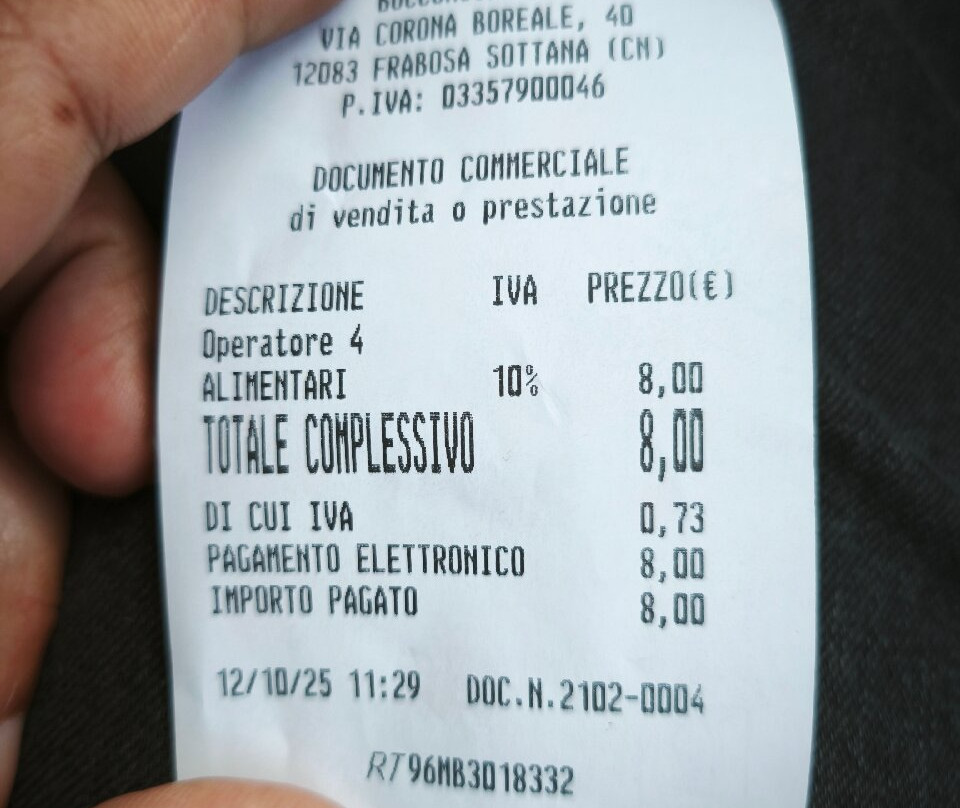 VIA CORONA BOREALE, 40
12083 FRABOSA SOTTANA (CN)
P.IVA: 03357900046
DOCUMENTO COMMERCIALE
di vendita o prestazione
DESCRIZIONE IVA PREZZO(€)
Operatore 4
ALIMENTARI 10% 8,00
TOTALE COMPLESSIVO 8,00
DI CUI IVA 0,73
PAGAMENTO ELETTRONICO 8,00
IMPORTO PAGATO 8,00
12/10/25 11:29 DOC.N.2102-0004
RT 96MB3018332